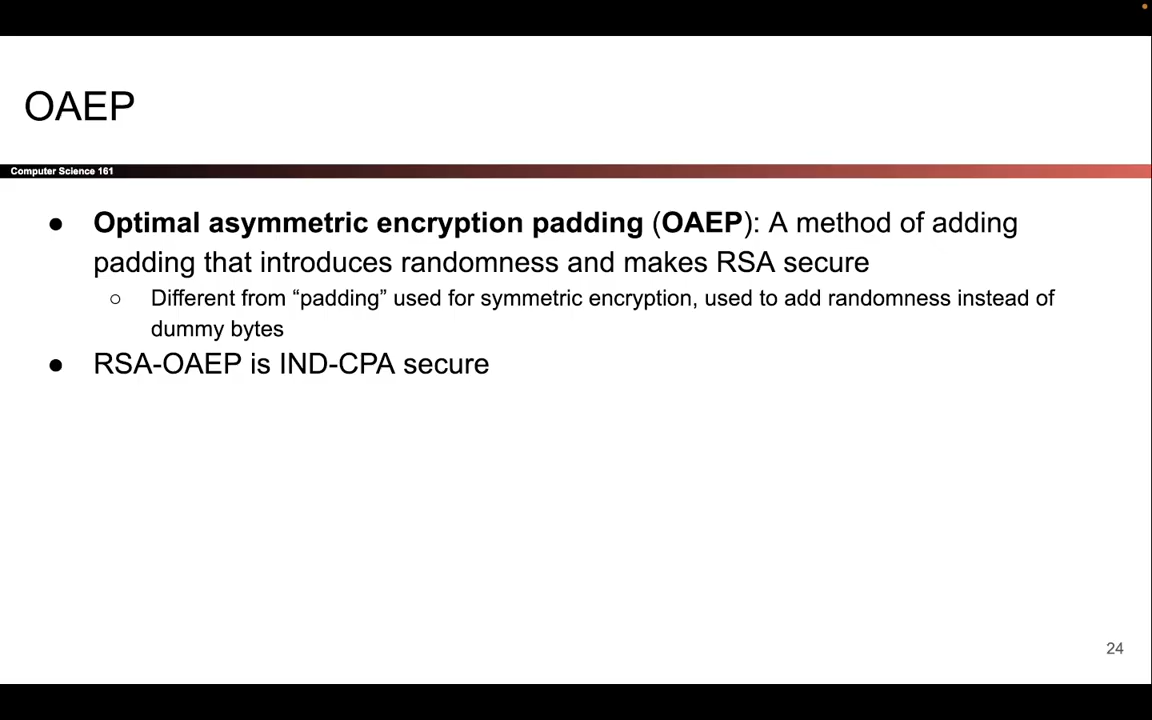 OAEP
Computer Science 161
● Optimal asymmetric encryption padding (OAEP): A method of adding
padding that introduces randomness and makes RSA secure
○ Different from “padding” used for symmetric encryption, used to add randomness instead of
dummy bytes
● RSA-OAEP is IND-CPA secure
24